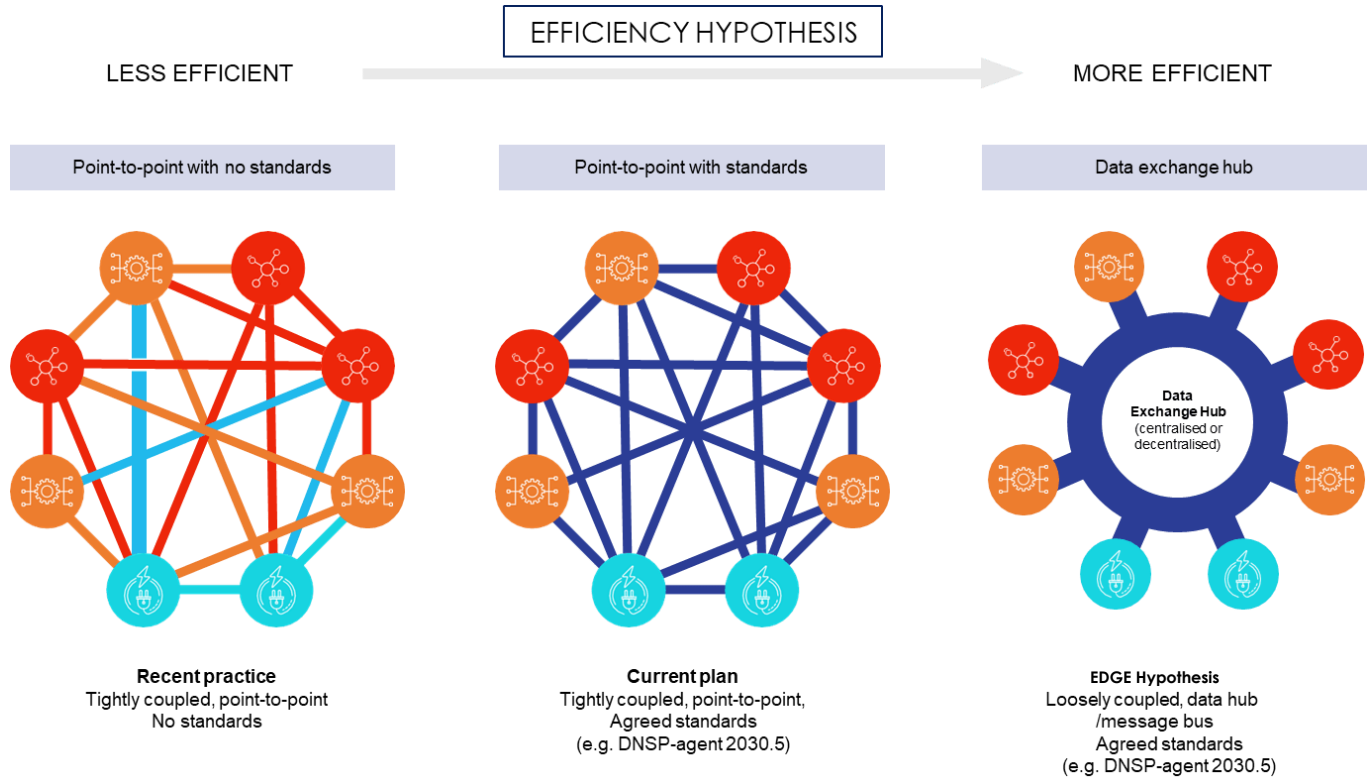 EFFICIENCY HYPOTHESIS
LESS EFFICIENT
MORE EFFICIENT
Point-to-point with no standards
Point-to-point with standards
Data exchange hub
Data
Exchange Hub
(centralised or
decentralised)
Recent practice
Tightly coupled, point-to-point
No standards
Current plan
Tightly coupled, point-to-point,
Agreed standards
(e.g. DNSP-agent 2030.5)
EDGE Hypothesis
Loosely coupled, data hub
/message bus
Agreed standards
(e.g. DNSP-agent 2030.5)